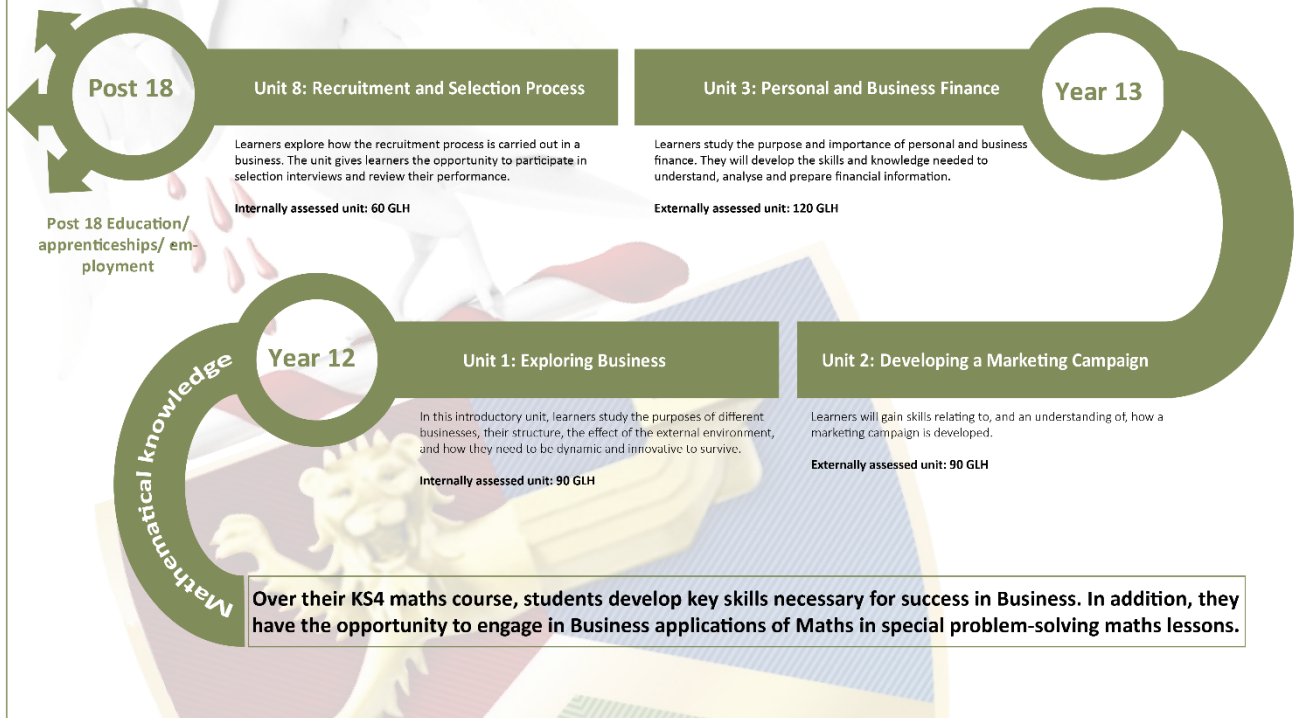 Post 18
Unit 8: Recruitment and Selection Process
Unit 3: Personal and Business Finance
Year 13
Learners explore how the recruitment process is carried out in a
business. The unit gives learners the opportunity to participate in
selection interviews and review their performance.
Internally assessed unit: 60 GLH
Learners study the purpose and importance of personal and business
finance. They will develop the skills and knowledge needed to
understand, analyse and prepare financial information.
Externally assessed unit: 120 GLH
Post 18 Education/
apprenticeships/ em-
ployment
Year 12
Unit 1: Exploring Business
Unit 2: Developing a Marketing Campaign
In this introductory unit, learners study the purposes of different
businesses, their structure, the effect of the external environment,
and how they need to be dynamic and innovative to survive.
Internally assessed unit: 90 GLH
Learners will gain skills relating to, and an understanding of, how a
marketing campaign is developed.
Externally assessed unit: 90 GLH
Mathematical knowledge
Over their KS4 maths course, students develop key skills necessary for success in Business. In addition, they
have the opportunity to engage in Business applications of Maths in special problem-solving maths lessons.